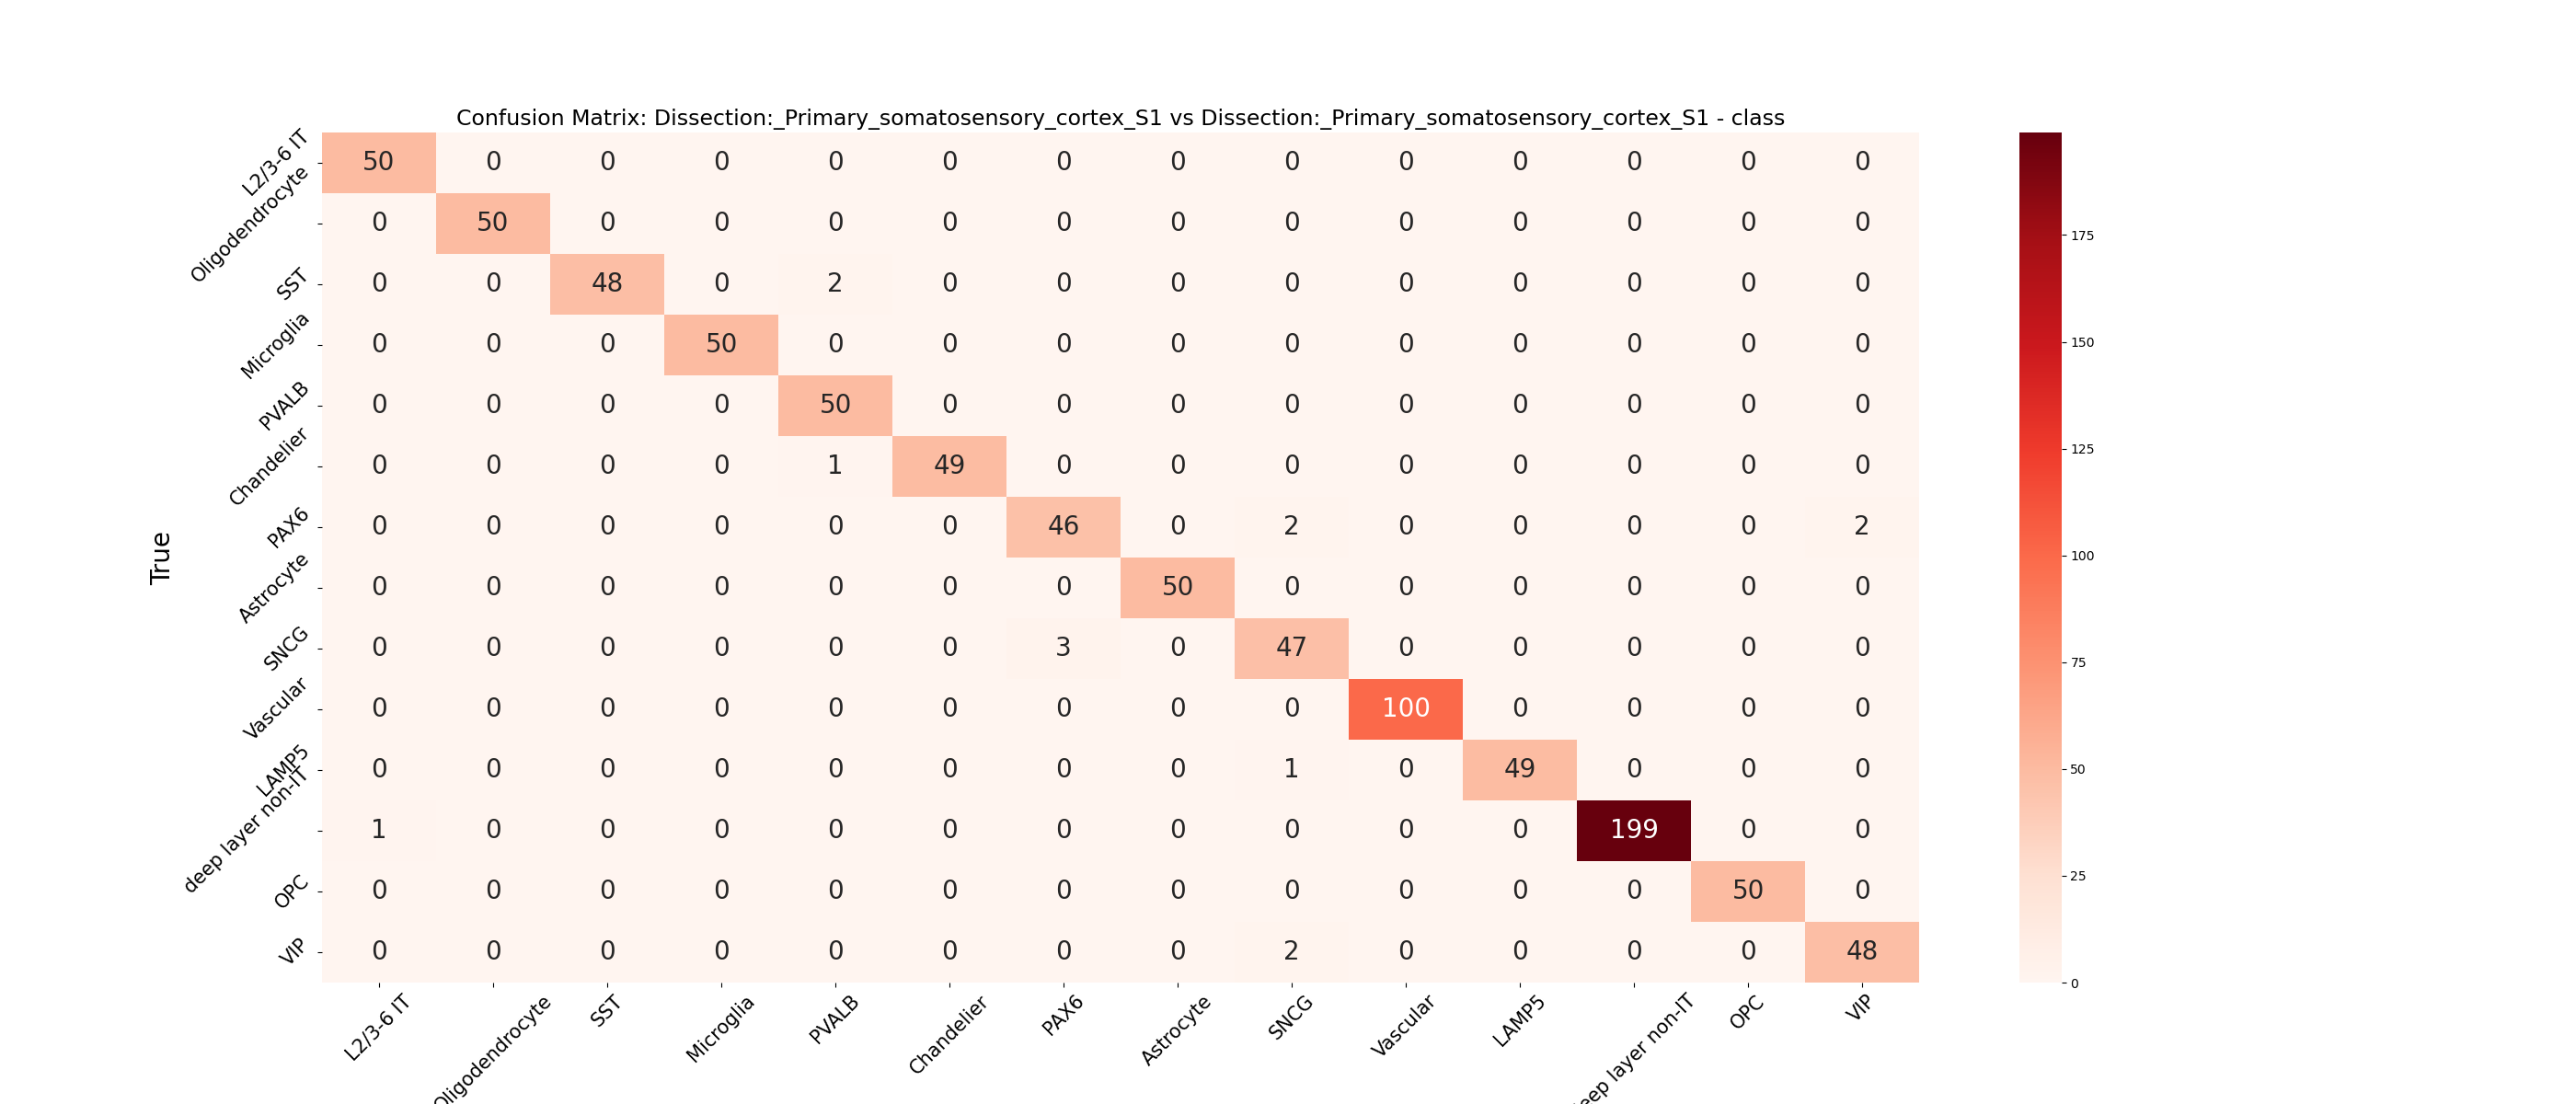 Confusion Matrix: Dissection:_Primary_somatosensory_cortex_S1 vs Dissection:_Primary_somatosensory_cortex_S1 - class
True
L2/3-6 IT 50 0 0 0 0 0 0 0 0 0 0 0 0 0
Oligodendrocyte 0 50 0 0 0 0 0 0 0 0 0 0 0 0
SST 0 0 48 0 2 0 0 0 0 0 0 0 0 0
Microglia 0 0 0 50 0 0 0 0 0 0 0 0 0 0
PVALB 0 0 0 0 50 0 0 0 0 0 0 0 0 0
Chandelier 0 0 0 0 1 49 0 0 0 0 0 0 0 0
PAX6 0 0 0 0 0 0 46 0 2 0 0 0 0 2
Astrocyte 0 0 0 0 0 0 0 50 0 0 0 0 0 0
SNCG 0 0 0 0 0 0 3 0 47 0 0 0 0 0
Vascular 0 0 0 0 0 0 0 0 0 100 0 0 0 0
LAMP5 0 0 0 0 0 0 0 0 1 0 49 0 0 0
deep layer non-IT 1 0 0 0 0 0 0 0 0 0 0 199 0 0
OPC 0 0 0 0 0 0 0 0 0 0 0 0 50 0
VIP 0 0 0 0 0 0 0 0 2 0 0 0 0 48
L2/3-6 IT Oligodendrocyte SST Microglia PVALB Chandelier PAX6 Astrocyte SNCG Vascular LAMP5 deep layer non-IT OPC VIP
175
150
125
100
75
50
25
0